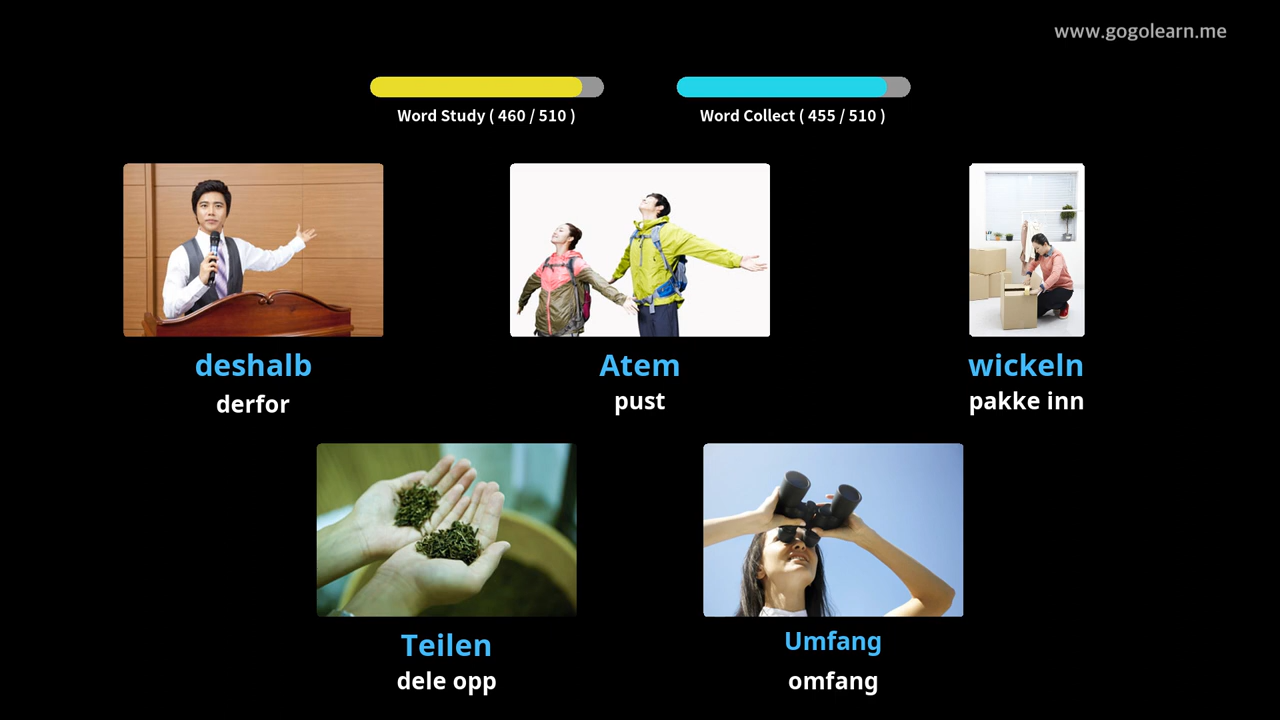 www.gogolearn.me
Word Study ( 460 / 510 )
Word Collect ( 455 / 510 )
deshalb
derfor
Atem
pust
wickeln
pakke inn
Teilen
dele opp
Umfang
omfang